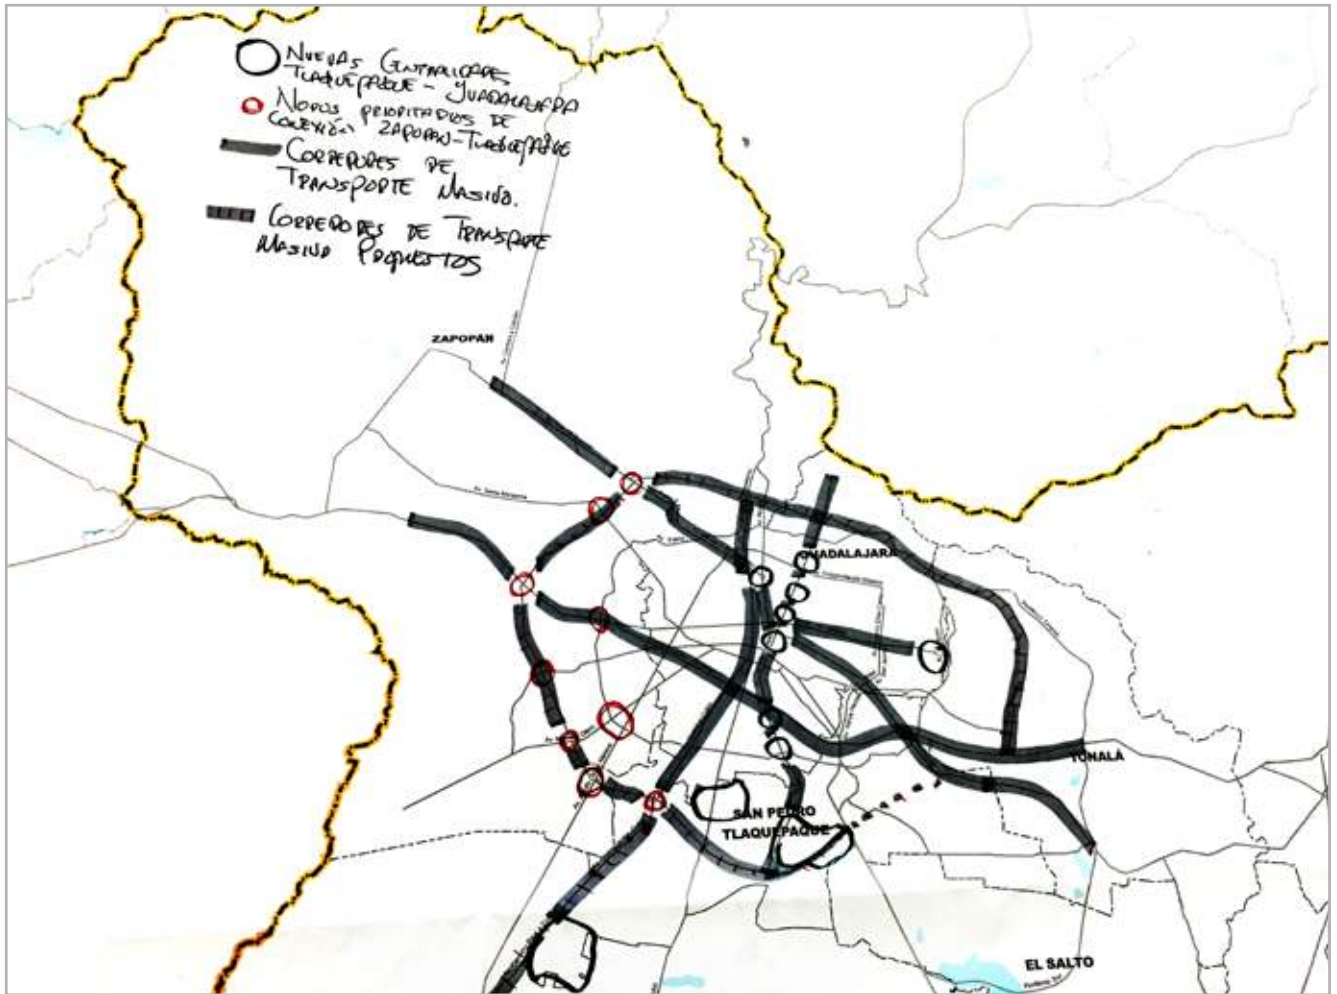 NUEVAS CENTRALIDADES
TLAQUEPAQUE - GUADALAJARA
NODOS PRIORITARIOS DE
CONEXIÓN ZAPOPAN-TLAQUEPAQUE
CORREDORES DE
TRANSPORTE MASIVO.
CORREDORES DE TRANSPORTE
MASIVO PROPUESTOS
ZAPOPAN
GUADALAJARA
TONALÁ
SAN PEDRO
TLAQUEPAQUE
EL SALTO